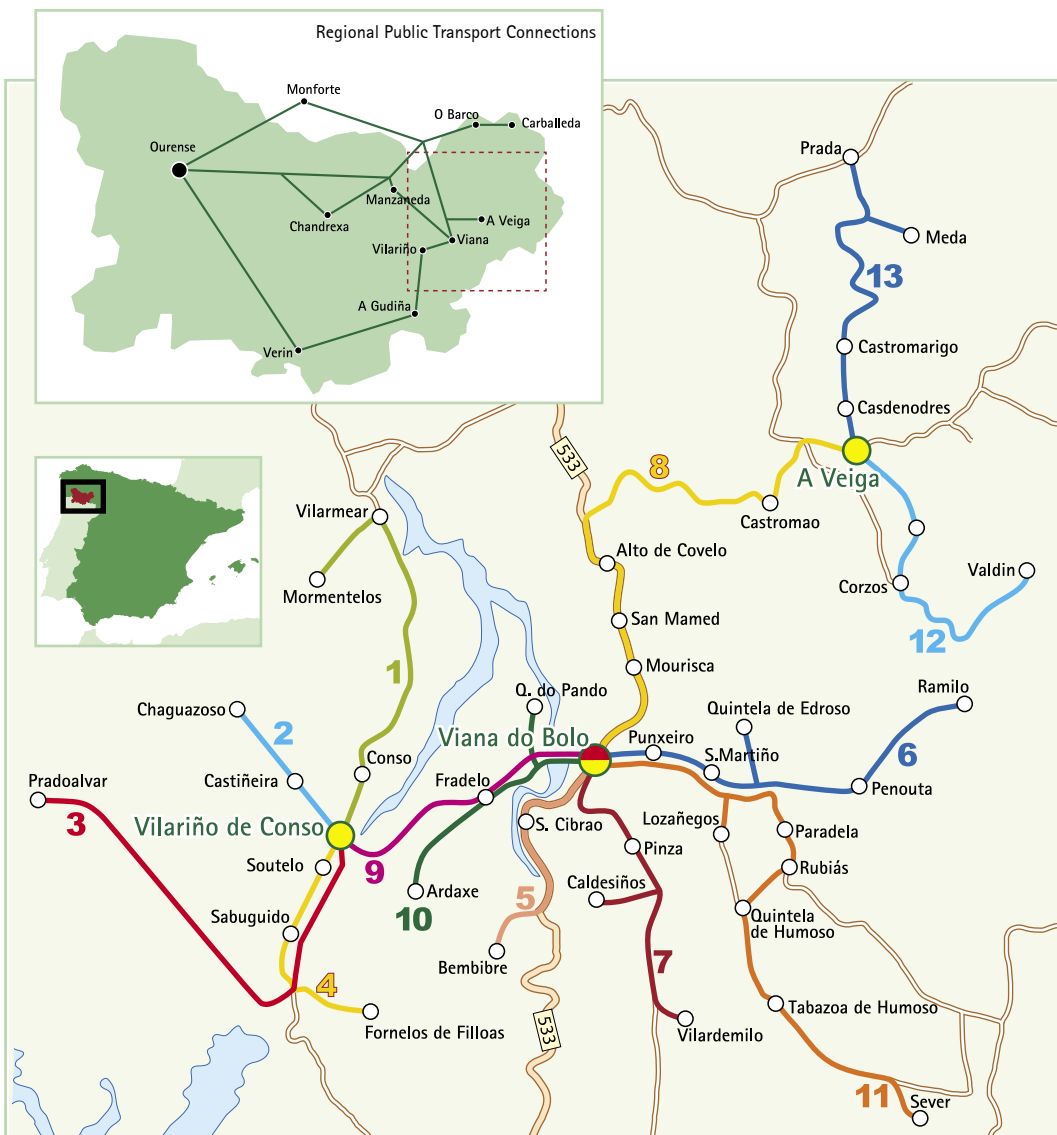 Regional Public Transport Connections
Monforte
O Barco
Carballeda
Ourense
Manzaneda
Chandrexa
A Veiga
Viana
Vilariño
A Gudiña
Verin
Prada
Meda
13
Castromarigo
Casdenodres
533
8
A Veiga
Castromao
Vilarmear
Alto de Covelo
Mormentelos
Corzos
Valdin
San Mamed
12
1
Mourisca
Q. do Pando
Ramilo
Chaguazoso
Quintela de Edroso
2
Viana do Bolo
Punxeiro
S.Martiño
6
Conso
Castiñeira
Pradoalvar
Fradelo
Penouta
3
Vilariño de Conso
S. Cibrao
Lozañegos
Paradela
Pinza
Soutelo
9
Rubiás
Caldesiños
Ardaxe
5
10
Sabuguido
Quintela
de Humoso
Bembibre
7
4
Fornelos de Filloas
533
Vilardemilo
Tabazoa de Humoso
11
Sever